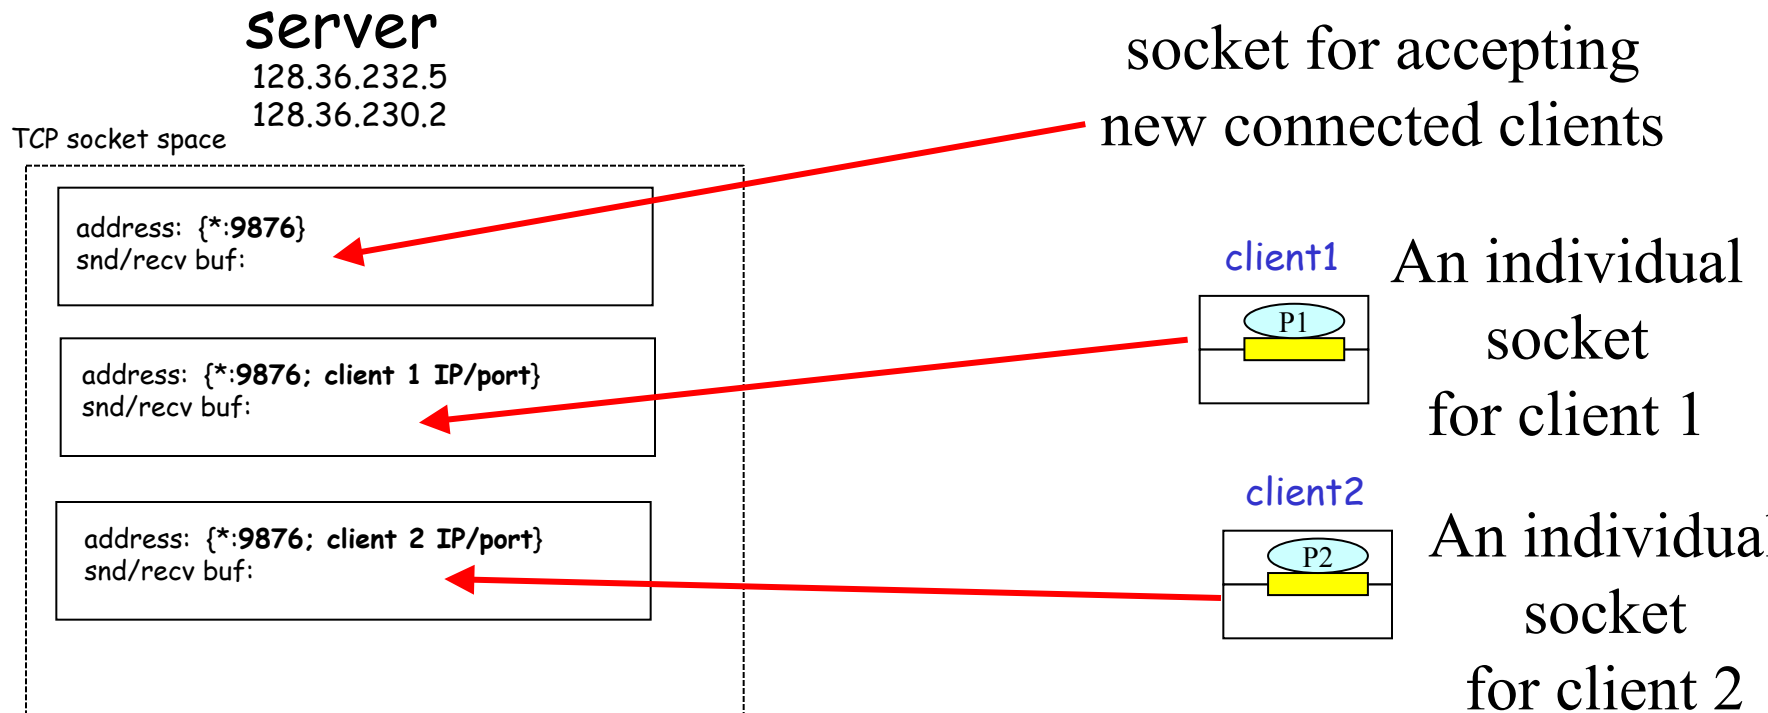 server
128.36.232.5
128.36.230.2
TCP socket space
address: {*:9876}
snd/recv buf:
address: {*:9876; client 1 IP/port}
snd/recv buf:
address: {*:9876; client 2 IP/port}
snd/recv buf:
socket for accepting
new connected clients
client1
P1
An individual
socket
for client 1
client2
P2
An individual
socket
for client 2